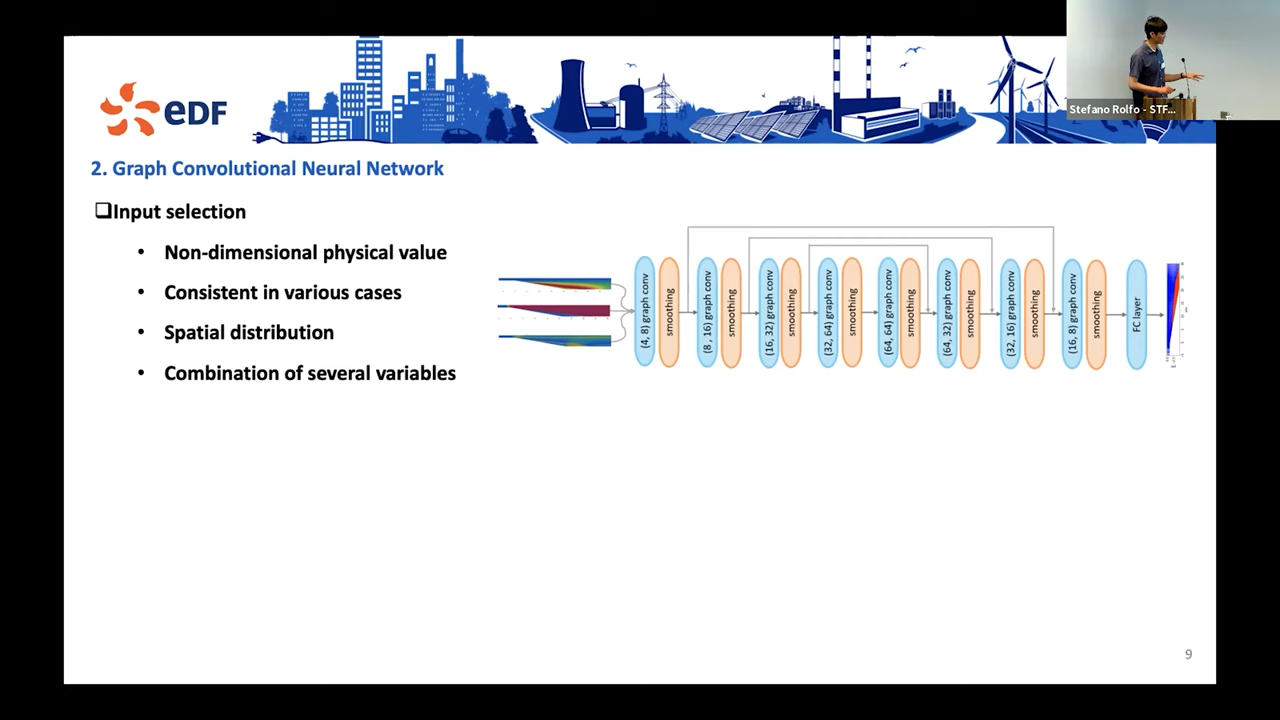 Stefano Rolfo - STF...
eDF
2. Graph Convolutional Neural Network
❑Input selection
• Non-dimensional physical value
• Consistent in various cases
• Spatial distribution
• Combination of several variables
(4, 8) graph conv
smoothing
(8 , 16) graph conv
smoothing
(16, 32) graph conv
smoothing
(32, 64) graph conv
smoothing
(64, 64) graph conv
smoothing
(64, 32) graph conv
smoothing
(32, 16) graph conv
smoothing
(16, 8) graph conv
smoothing
FC layer
9